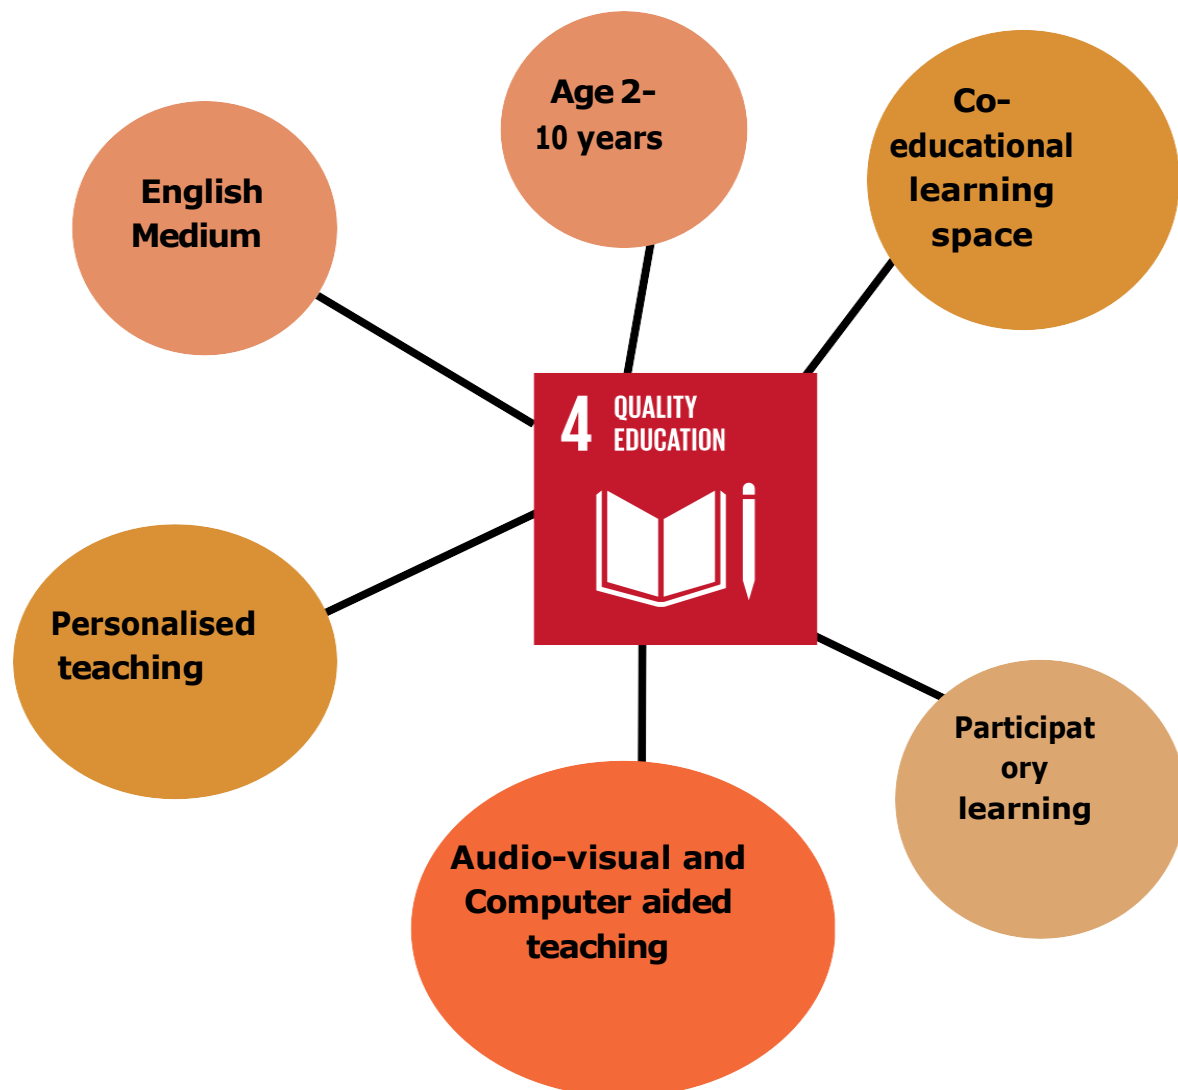 Age 2-
10 years
Co-
educational
learning
space
English
Medium
4 QUALITY
EDUCATION
Personalised
teaching
Participat
ory
learning
Audio-visual and
Computer aided
teaching